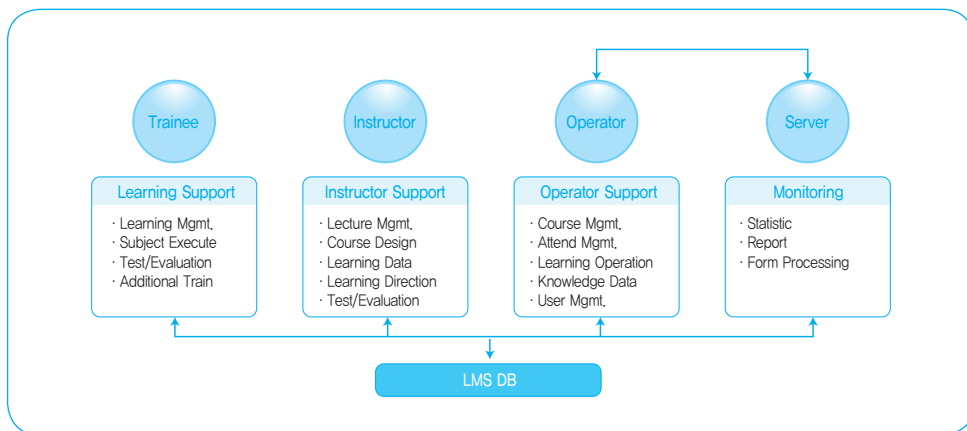 Trainee
Instructor
Operator
Server
Learning Support
· Learning Mgmt.
· Subject Execute
· Test/Evaluation
· Additional Train
Instructor Support
· Lecture Mgmt.
· Course Design
· Learning Data
· Learning Direction
· Test/Evaluation
Operator Support
· Course Mgmt.
· Attend Mgmt.
· Learning Operation
· Knowledge Data
· User Mgmt.
Monitoring
· Statistic
· Report
· Form Processing
LMS DB